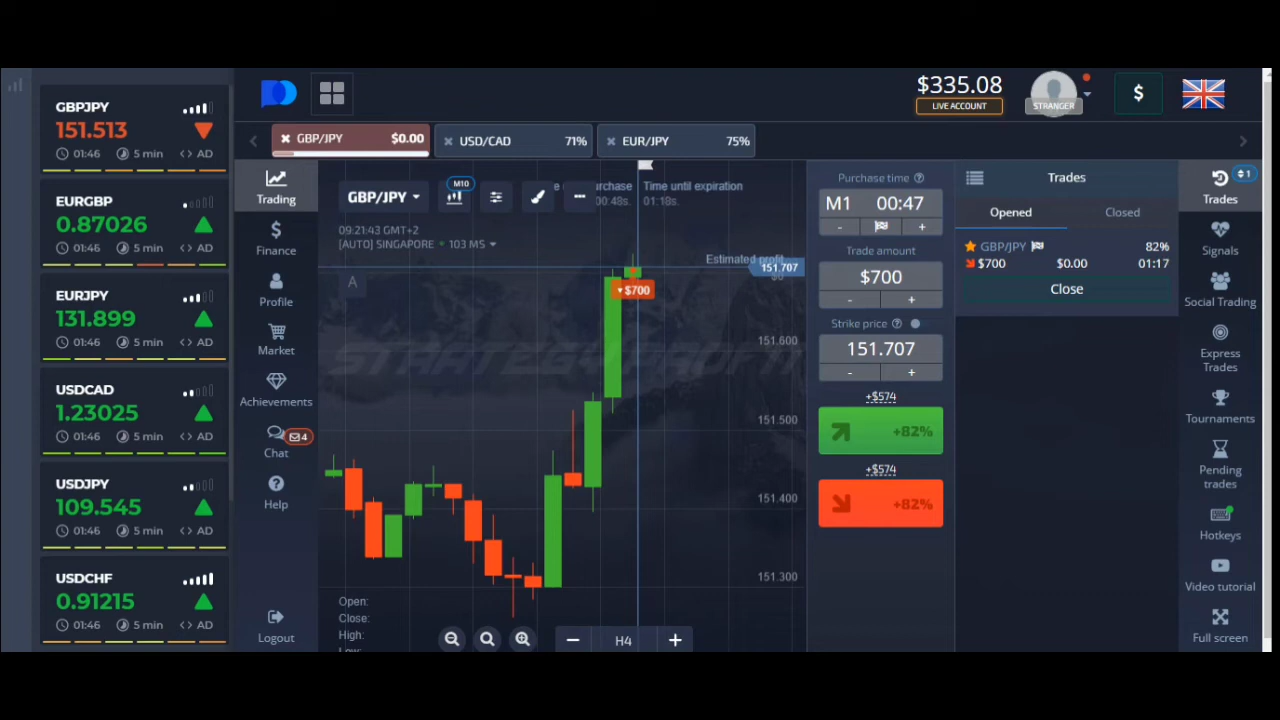 GBPJPY
151.513
01:46 5 min AD
EURGBP
0.87026
01:46 5 min AD
EURJPY
131.899
01:46 5 min AD
USDCAD
1.23025
01:46 5 min AD
USDJPY
109.545
01:46 5 min AD
USDCHF
0.91215
01:46 5 min AD
$335.08
LIVE ACCOUNT
STRANGER
$
GBP/JPY $0.00
USD/CAD 71%
EUR/JPY 75%
Trading
Finance
Profile
Market
Achievements
4
Chat
Help
Logout
GBP/JPY
M10
09:21:43 GMT+2
[AUTO] SINGAPORE 103 MS
00:48s.
Time until expiration
01:18s.
A
Estimated profit
$0
151.707
$700
151.600
151.500
151.400
151.300
STRATEGY PROFIT
Open:
Close:
High:
Low:
H4
Purchase time
M1 00:47
- +
Trade amount
$700
- +
Strike price
151.707
- +
+$574
+82%
+$574
+82%
Trades
Opened Closed
GBP/JPY 82%
$700 $0.00 01:17
Close
1
Trades
Signals
Social Trading
Express
Trades
Tournaments
Pending
trades
Hotkeys
Video tutorial
Full screen